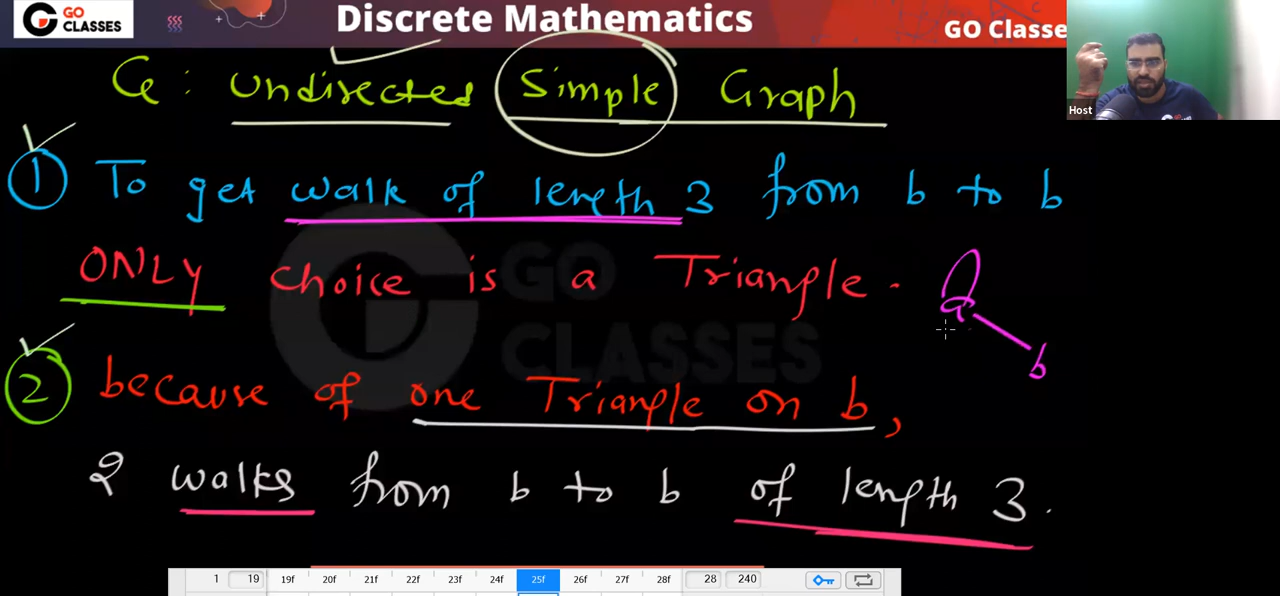 GO CLASSES
Discrete Mathematics
GO Classe
G : Undirected Simple Graph
① To get walk of length 3 from b to b
ONLY choice is a Triangle.
a
b
GO CLASSES
② because of one Triangle on b,
2 walks from b to b of length 3.
Host
1 19 19f 20f 21f 22f 23f 24f 25f 26f 27f 28f 28 240